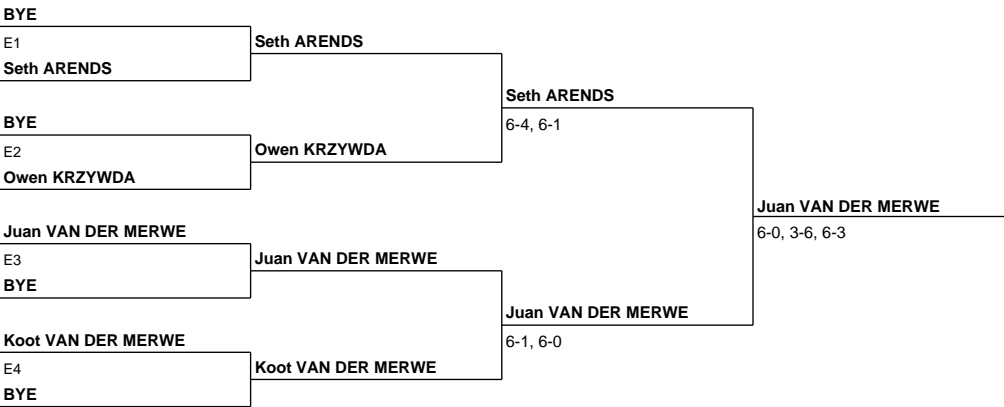 BYE
E1
Seth ARENDS
BYE
E2
Owen KRZYWDA
Juan VAN DER MERWE
E3
BYE
Koot VAN DER MERWE
E4
BYE
Seth ARENDS
Owen KRZYWDA
Juan VAN DER MERWE
Koot VAN DER MERWE
Seth ARENDS
6-4, 6-1
Juan VAN DER MERWE
6-1, 6-0
Juan VAN DER MERWE
6-0, 3-6, 6-3